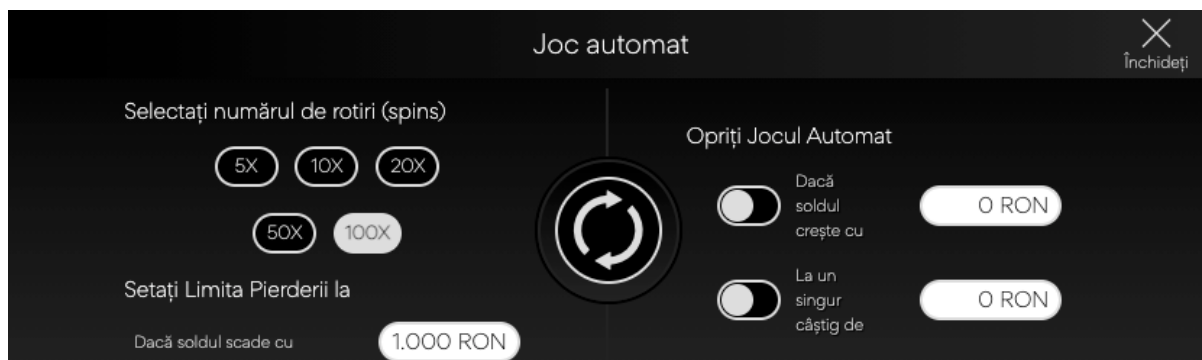 Joc automat
Închideți
Selectați numărul de rotiri (spins)
5X 10X 20X
50X 100X
Setați Limita Pierderii la
Dacă soldul scade cu 1.000 RON
Opriți Jocul Automat
Dacă
soldul
crește cu
0 RON
La un
singur
câștig de
0 RON